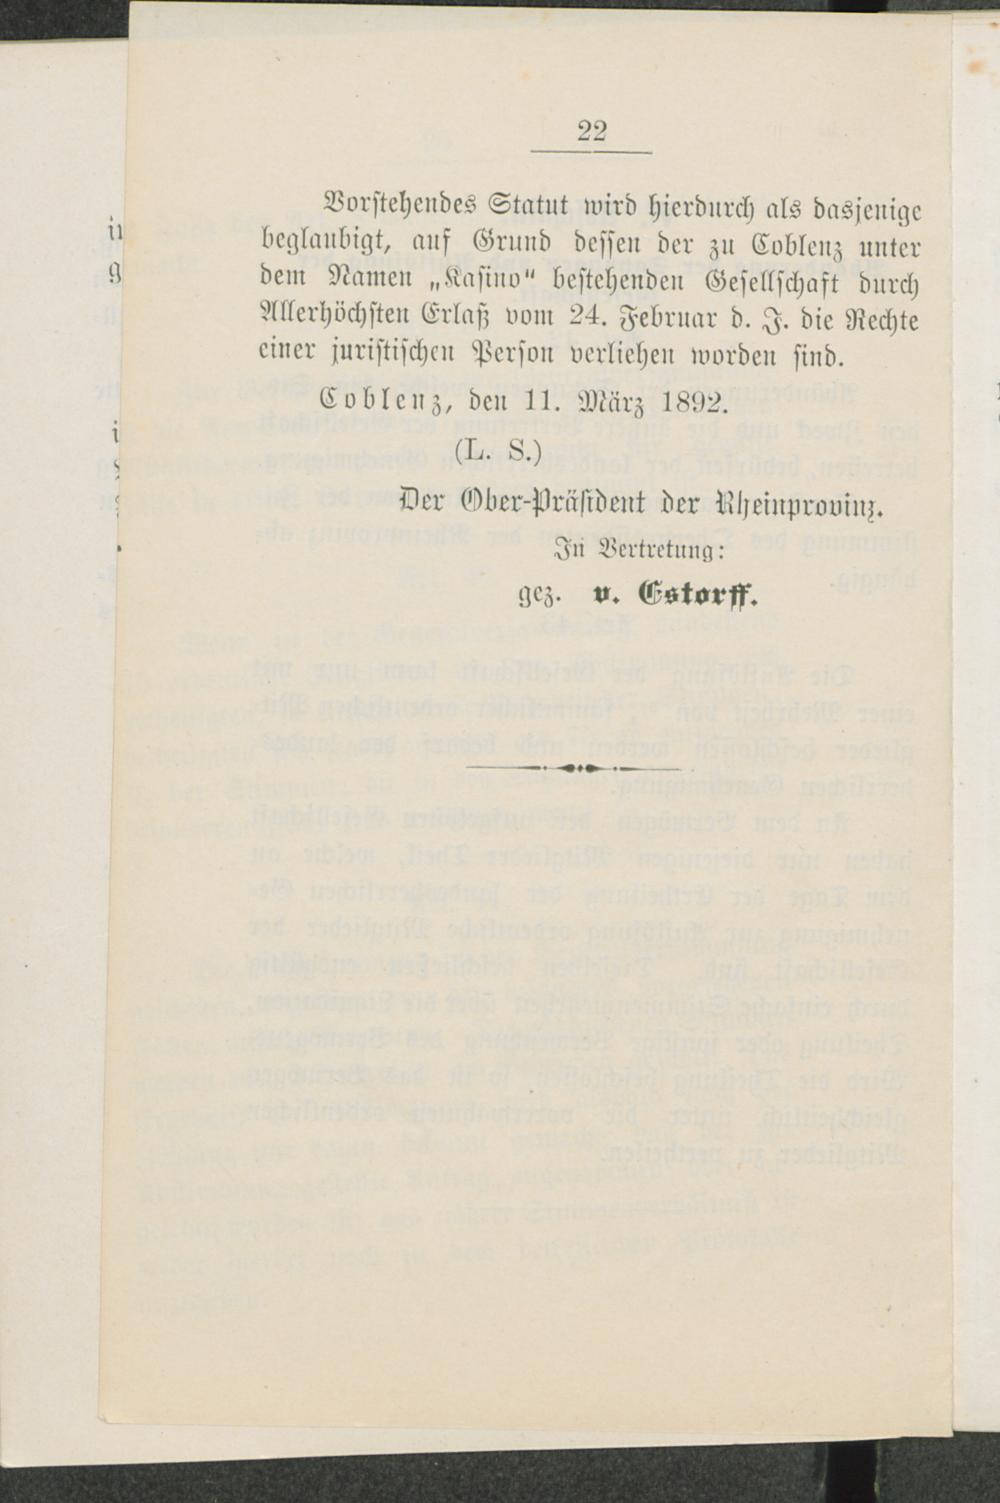 22
Vorstehendes Statut wird hierdurch als dasjenige
beglaubigt, auf Grund dessen der zu Coblenz unter
dem Namen „Kasino" bestehenden Gesellschaft durch
Allerhöchsten Erlaß vom 24. Februar d. J. die Rechte
einer juristischen Person verliehen worden sind.
Coblenz, den 11. März 1892.
(L. S.)
Der Ober-Präsident der Rheinprovinz.
In Vertretung:
gez. v. Estorff.